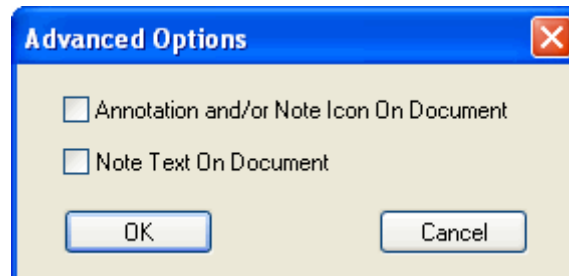 Advanced Options
Annotation and/or Note Icon On Document
Note Text On Document
OK Cancel